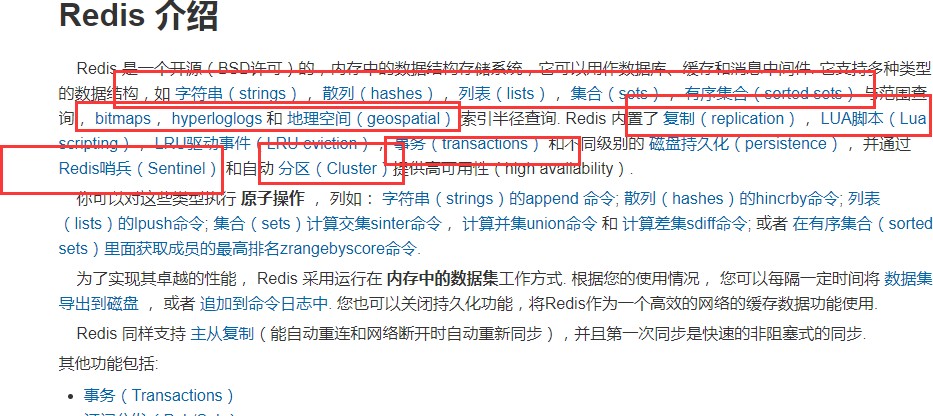 Redis 介绍
Redis 是一个开源（BSD许可）的，内存中的数据结构存储系统，它可以用作数据库、缓存和消息中间件. 它支持多种类型
的数据结构，如 字符串（strings）， 散列（hashes）， 列表（lists）， 集合（sets）， 有序集合（sorted sets） 与范围查
询， bitmaps， hyperloglogs 和 地理空间（geospatial） 索引半径查询. Redis 内置了 复制（replication）， LUA脚本（Lua
scripting）， LRU驱动事件（LRU eviction）， 事务（transactions） 和不同级别的 磁盘持久化（persistence）， 并通过
Redis哨兵（Sentinel） 和自动 分区（Cluster）提供高可用性（high availability）.
你可以对这些类型执行 原子操作 ， 列如： 字符串（strings）的append 命令; 散列（hashes）的hincrby命令; 列表
（lists）的lpush命令; 集合（sets）计算交集sinter命令， 计算并集union命令 和 计算差集sdiff命令; 或者 在有序集合（sorted
sets）里面获取成员的最高排名zrangebyscore命令.
为了实现其卓越的性能， Redis 采用运行在 内存中的数据集工作方式. 根据您的使用情况， 您可以每隔一定时间将 数据集
导出到磁盘 ， 或者 追加到命令日志中. 您也可以关闭持久化功能，将Redis作为一个高效的网络的缓存数据功能使用.
Redis 同样支持 主从复制（能自动重连和网络断开时自动重新同步），并且第一次同步是快速的非阻塞式的同步.
其他功能包括:
事务（Transactions）